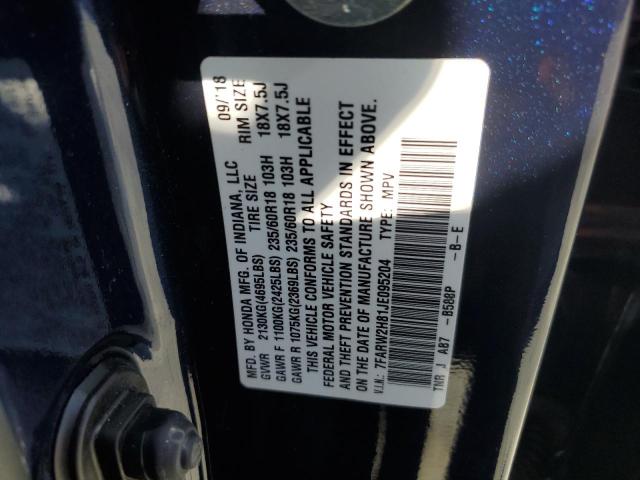 MFD. BY HONDA MFG. OF INDIANA, LLC 09/18
GVWR 2130KG(4695LBS) TIRE SIZE RIM SIZE
GAWR F 1100KG(2425LBS) 235/60R18 103H 18X7.5J
GAWR R 1075KG(2369LBS) 235/60R18 103H 18X7.5J
THIS VEHICLE CONFORMS TO ALL APPLICABLE
FEDERAL MOTOR VEHICLE SAFETY
AND THEFT PREVENTION STANDARDS IN EFFECT
ON THE DATE OF MANUFACTURE SHOWN ABOVE.
V.I.N.: 7FARW2H81JE095204 TYPE: MPV
TNR J A87 -B588P -B-E